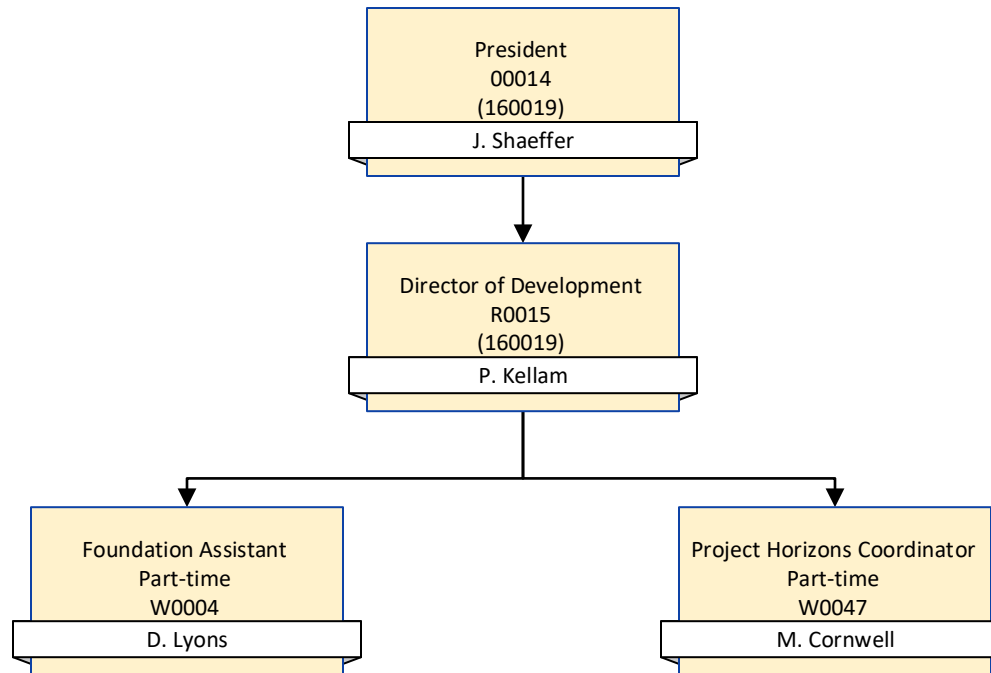 President
00014
(160019)
J. Shaeffer
Director of Development
R0015
(160019)
P. Kellam
Foundation Assistant
Part-time
W0004
D. Lyons
Project Horizons Coordinator
Part-time
W0047
M. Cornwell